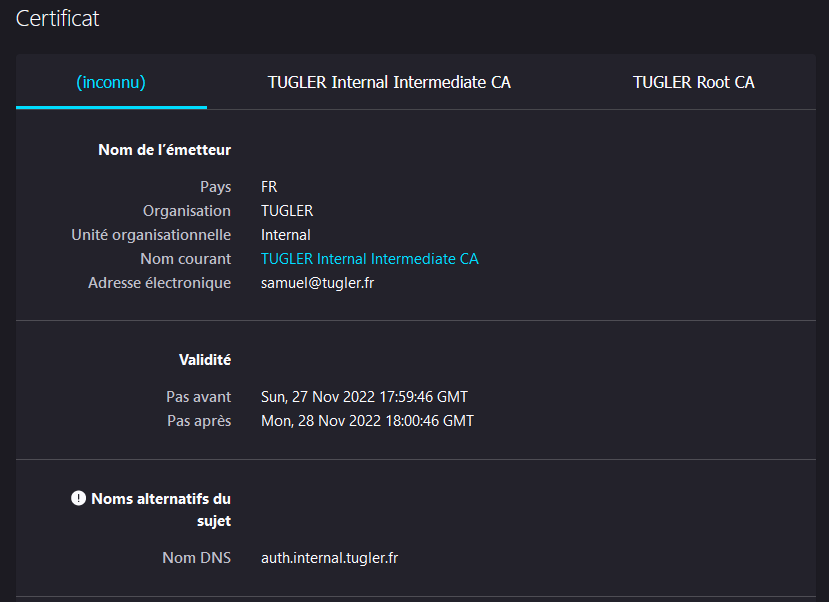 Certificat
(inconnu) TUGLER Internal Intermediate CA TUGLER Root CA
Nom de l’émetteur
Pays FR
Organisation TUGLER
Unité organisationnelle Internal
Nom courant TUGLER Internal Intermediate CA
Adresse électronique samuel@tugler.fr
Validité
Pas avant Sun, 27 Nov 2022 17:59:46 GMT
Pas après Mon, 28 Nov 2022 18:00:46 GMT
Noms alternatifs du
sujet
Nom DNS auth.internal.tugler.fr